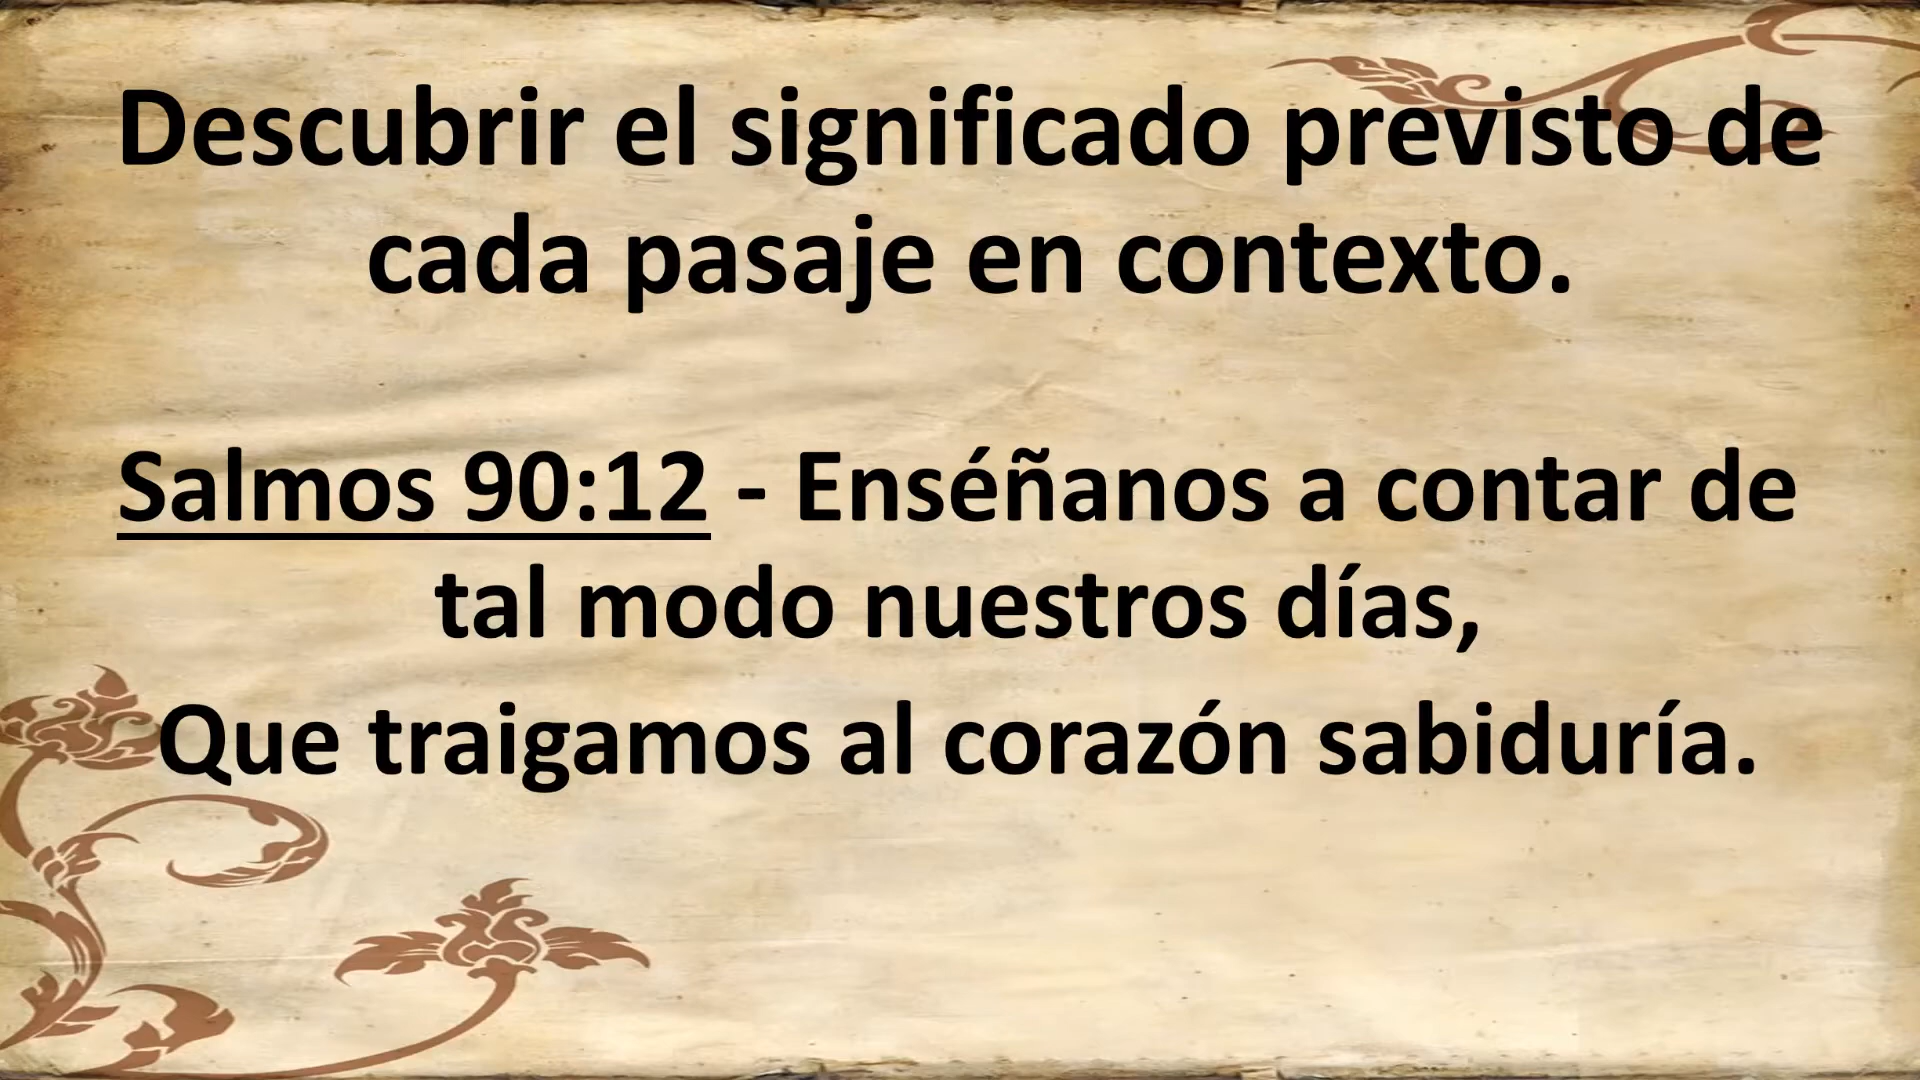 Descubrir el significado previsto de
cada pasaje en contexto.
Salmos 90:12 - Enséñanos a contar de
tal modo nuestros días,
Que traigamos al corazón sabiduría.